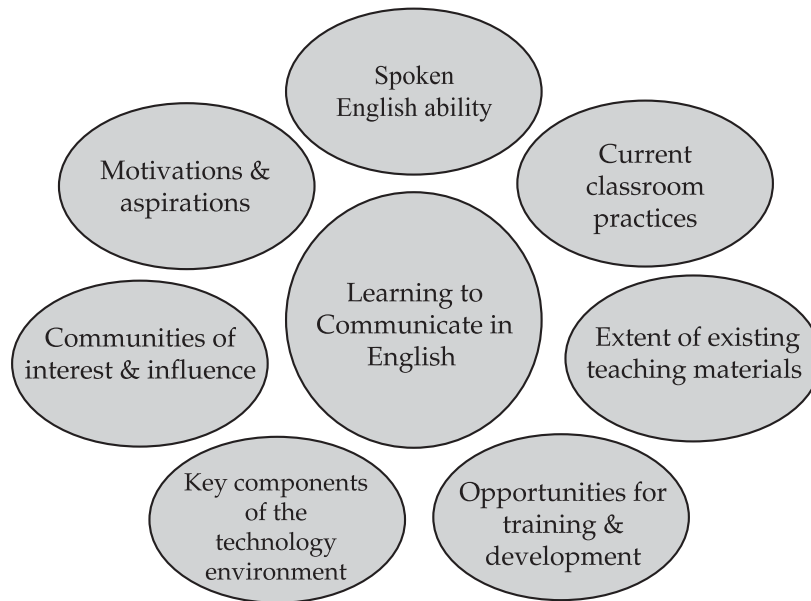 Spoken
English ability
Motivations &
aspirations
Current
classroom
practices
Learning to
Communicate in
English
Communities of
interest & influence
Extent of existing
teaching materials
Key components
of the
technology
environment
Opportunities for
training &
development